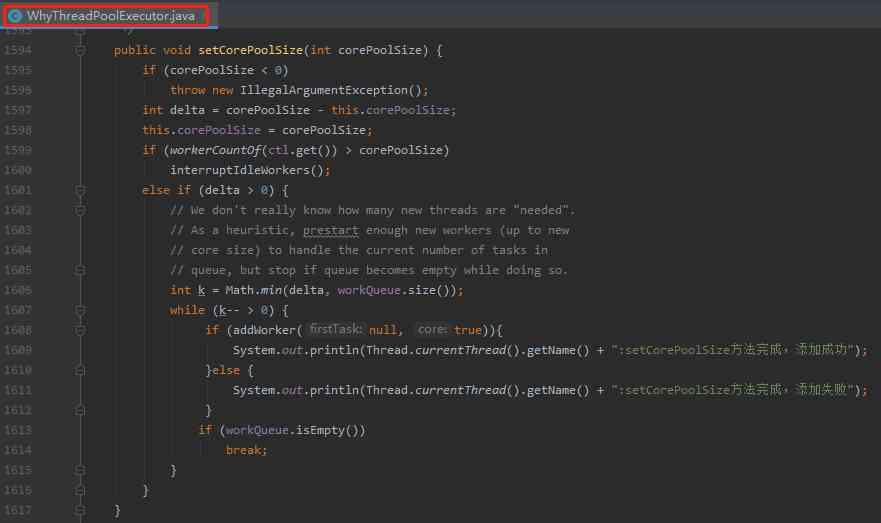 WhyThreadPoolExecutor.java
1593 */
1594 public void setCorePoolSize(int corePoolSize) {
1595 if (corePoolSize < 0)
1596 throw new IllegalArgumentException();
1597 int delta = corePoolSize - this.corePoolSize;
1598 this.corePoolSize = corePoolSize;
1599 if (workerCountOf(ctl.get()) > corePoolSize)
1600 interruptIdleWorkers();
1601 else if (delta > 0) {
1602 // We don't really know how many new threads are "needed".
1603 // As a heuristic, prestart enough new workers (up to new
1604 // core size) to handle the current number of tasks in
1605 // queue, but stop if queue becomes empty while doing so.
1606 int k = Math.min(delta, workQueue.size());
1607 while (k-- > 0) {
1608 if (addWorker( firstTask: null, core: true)){
1609 System.out.println(Thread.currentThread().getName() + ":setCorePoolSize方法完成，添加成功");
1610 }else {
1611 System.out.println(Thread.currentThread().getName() + ":setCorePoolSize方法完成，添加失败");
1612 }
1613 if (workQueue.isEmpty())
1614 break;
1615 }
1616 }
1617 }